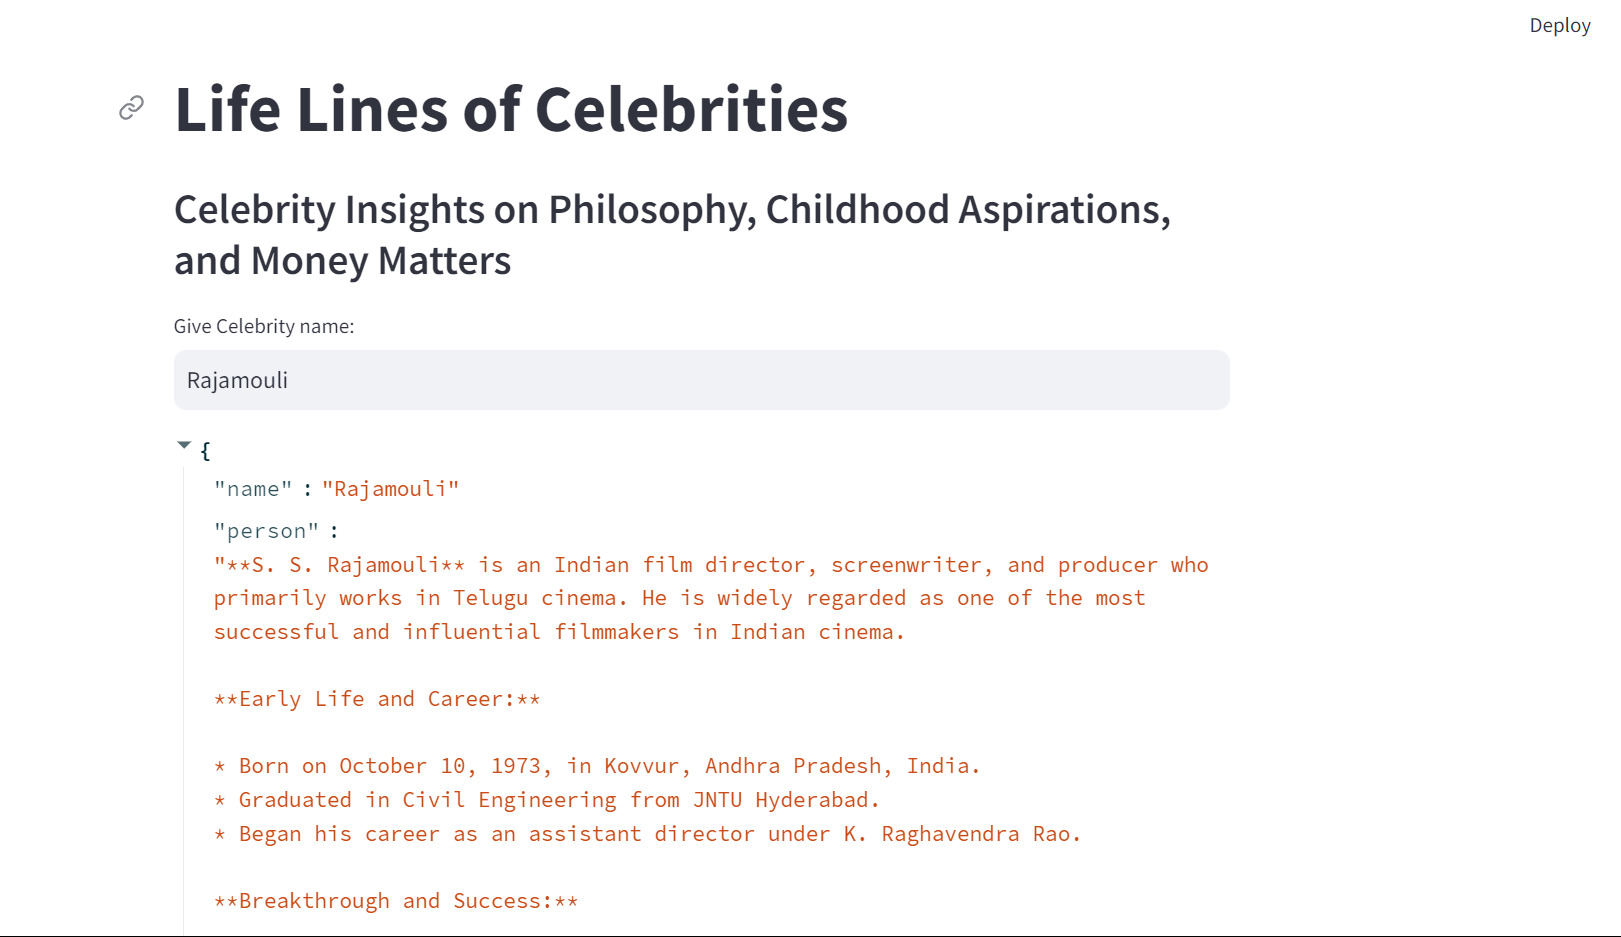 Deploy
Life Lines of Celebrities
Celebrity Insights on Philosophy, Childhood Aspirations,
and Money Matters
Give Celebrity name:
Rajamouli
{
"name" : "Rajamouli"
"person" :
"**S. S. Rajamouli** is an Indian film director, screenwriter, and producer who
primarily works in Telugu cinema. He is widely regarded as one of the most
successful and influential filmmakers in Indian cinema.
**Early Life and Career:**
* Born on October 10, 1973, in Kovvur, Andhra Pradesh, India.
* Graduated in Civil Engineering from JNTU Hyderabad.
* Began his career as an assistant director under K. Raghavendra Rao.
**Breakthrough and Success:**